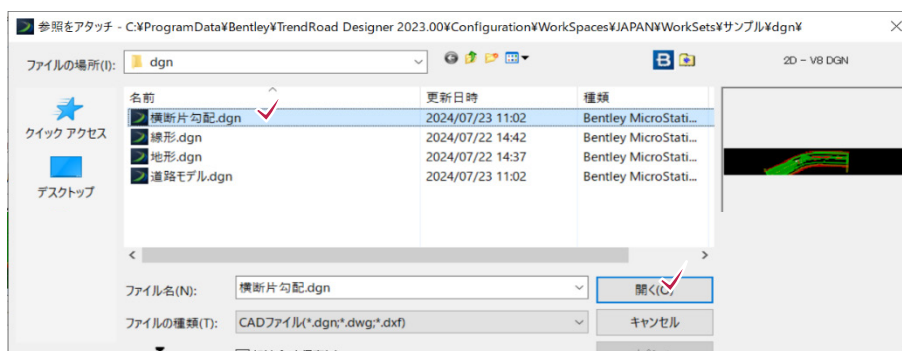 参照をアタッチ - C:¥ProgramData¥Bentley¥TrendRoad Designer 2023.00¥Configuration¥WorkSpaces¥JAPAN¥WorkSets¥サンプル¥dgn¥
ファイルの場所(I): dgn 2D - V8 DGN
名前 更新日時 種類
横断片勾配.dgn 2024/07/23 11:02 Bentley MicroStati...
線形.dgn 2024/07/22 14:42 Bentley MicroStati...
地形.dgn 2024/07/22 14:37 Bentley MicroStati...
道路モデル.dgn 2024/07/23 11:02 Bentley MicroStati...
クイック アクセス
デスクトップ
ファイル名(N): 横断片勾配.dgn 開く(O)
ファイルの種類(T): CADファイル(*.dgn;*.dwg;*.dxf) キャンセル